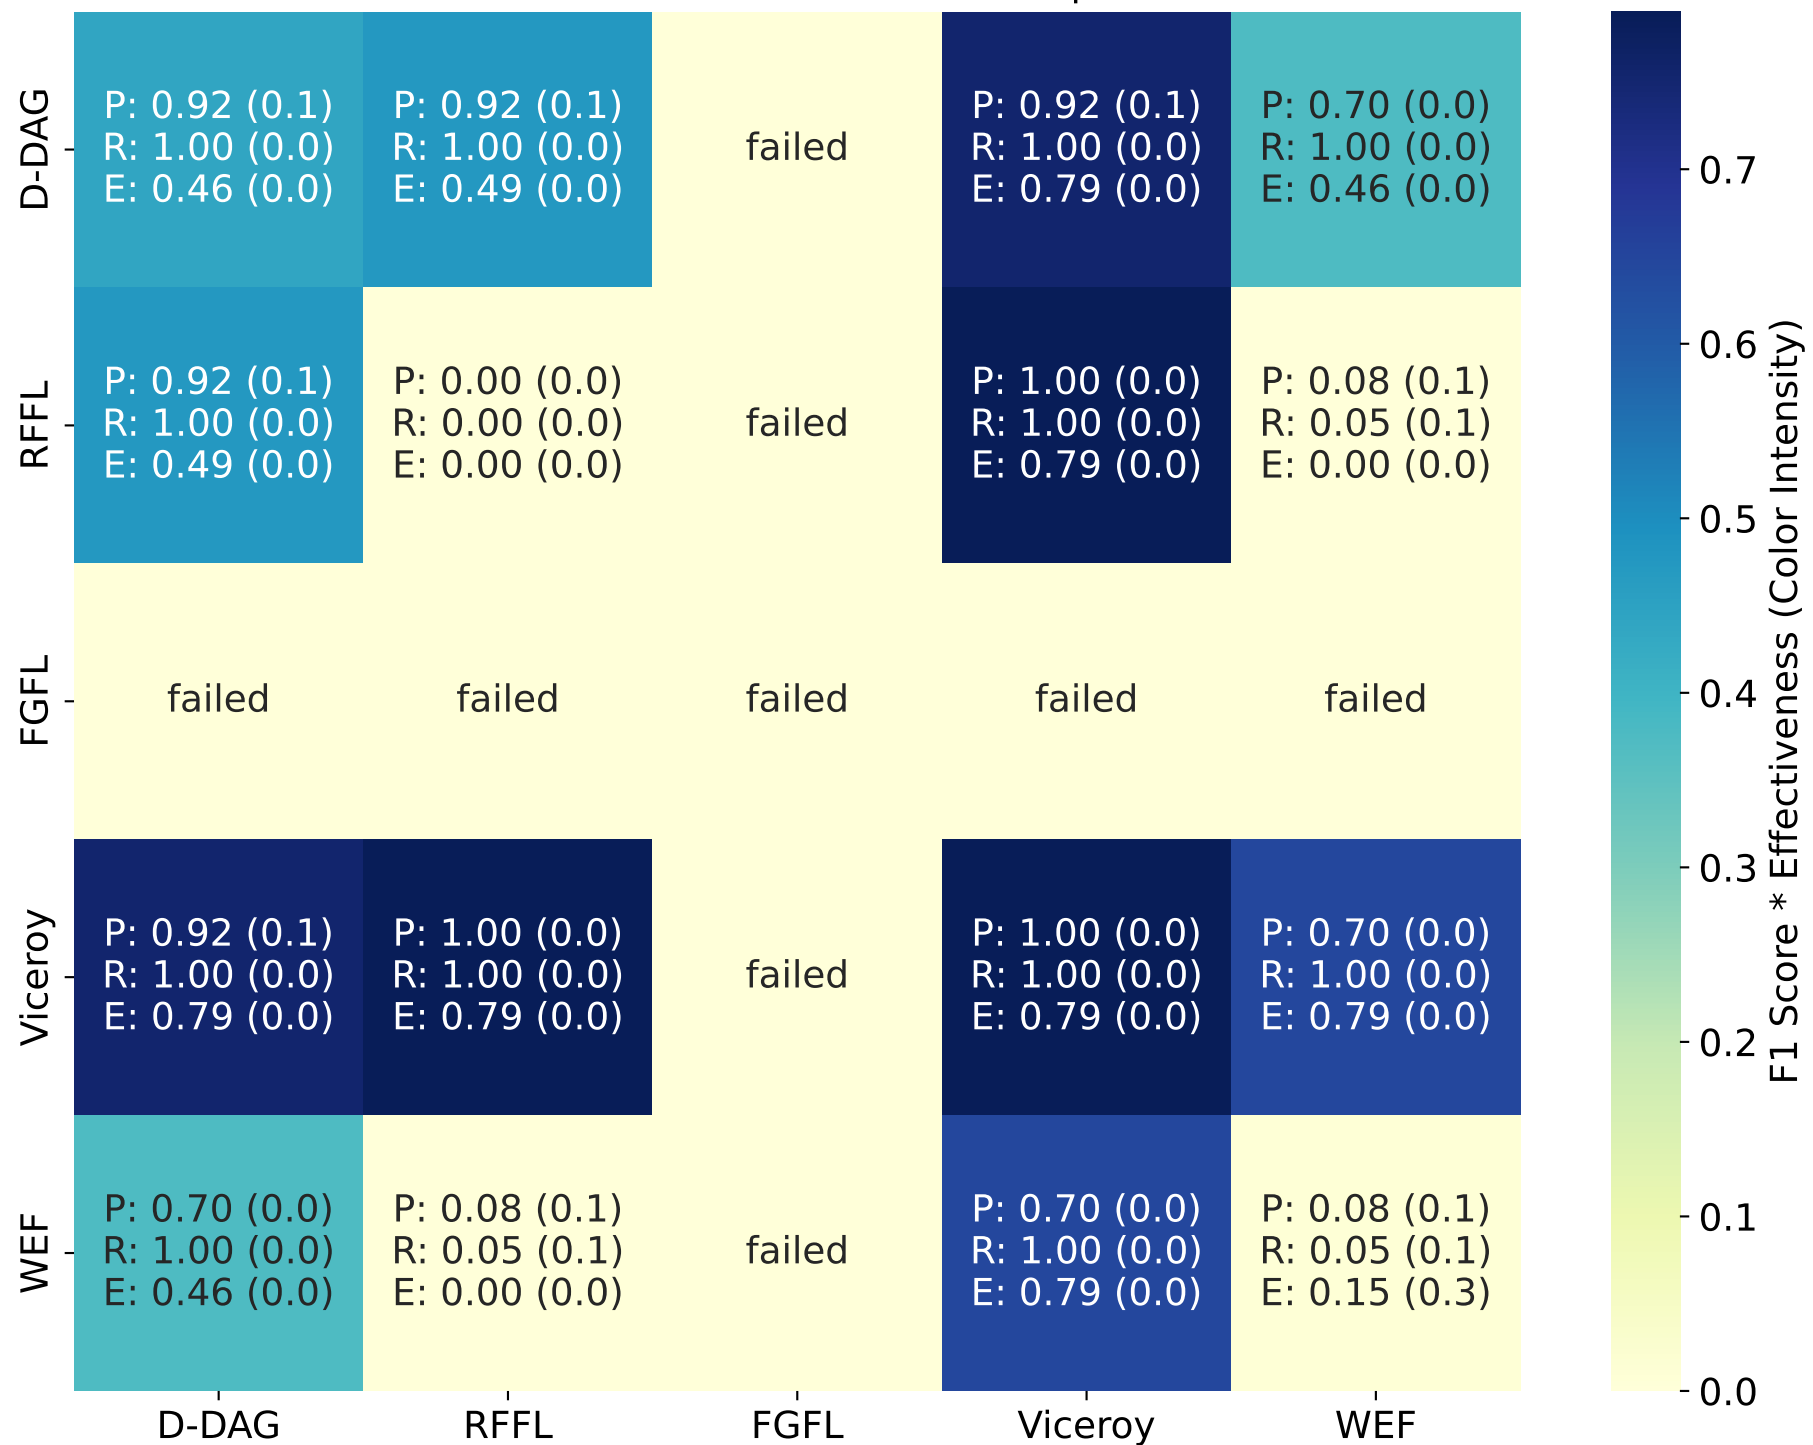 D-DAG
P: 0.92 (0.1)
R: 1.00 (0.0)
E: 0.46 (0.0)
P: 0.92 (0.1)
R: 1.00 (0.0)
E: 0.49 (0.0)
failed
P: 0.92 (0.1)
R: 1.00 (0.0)
E: 0.79 (0.0)
P: 0.70 (0.0)
R: 1.00 (0.0)
E: 0.46 (0.0)
RFFL
P: 0.92 (0.1)
R: 1.00 (0.0)
E: 0.49 (0.0)
P: 0.00 (0.0)
R: 0.00 (0.0)
E: 0.00 (0.0)
failed
P: 1.00 (0.0)
R: 1.00 (0.0)
E: 0.79 (0.0)
P: 0.08 (0.1)
R: 0.05 (0.1)
E: 0.00 (0.0)
FGFL
failed
failed
failed
failed
failed
Viceroy
P: 0.92 (0.1)
R: 1.00 (0.0)
E: 0.79 (0.0)
P: 1.00 (0.0)
R: 1.00 (0.0)
E: 0.79 (0.0)
failed
P: 1.00 (0.0)
R: 1.00 (0.0)
E: 0.79 (0.0)
P: 0.70 (0.0)
R: 1.00 (0.0)
E: 0.79 (0.0)
WEF
P: 0.70 (0.0)
R: 1.00 (0.0)
E: 0.46 (0.0)
P: 0.08 (0.1)
R: 0.05 (0.1)
E: 0.00 (0.0)
failed
P: 0.70 (0.0)
R: 1.00 (0.0)
E: 0.79 (0.0)
P: 0.08 (0.1)
R: 0.05 (0.1)
E: 0.15 (0.3)
D-DAG
RFFL
FGFL
Viceroy
WEF
0.7
0.6
0.5
0.4
0.3
0.2
0.1
0.0
F1 Score * Effectiveness (Color Intensity)